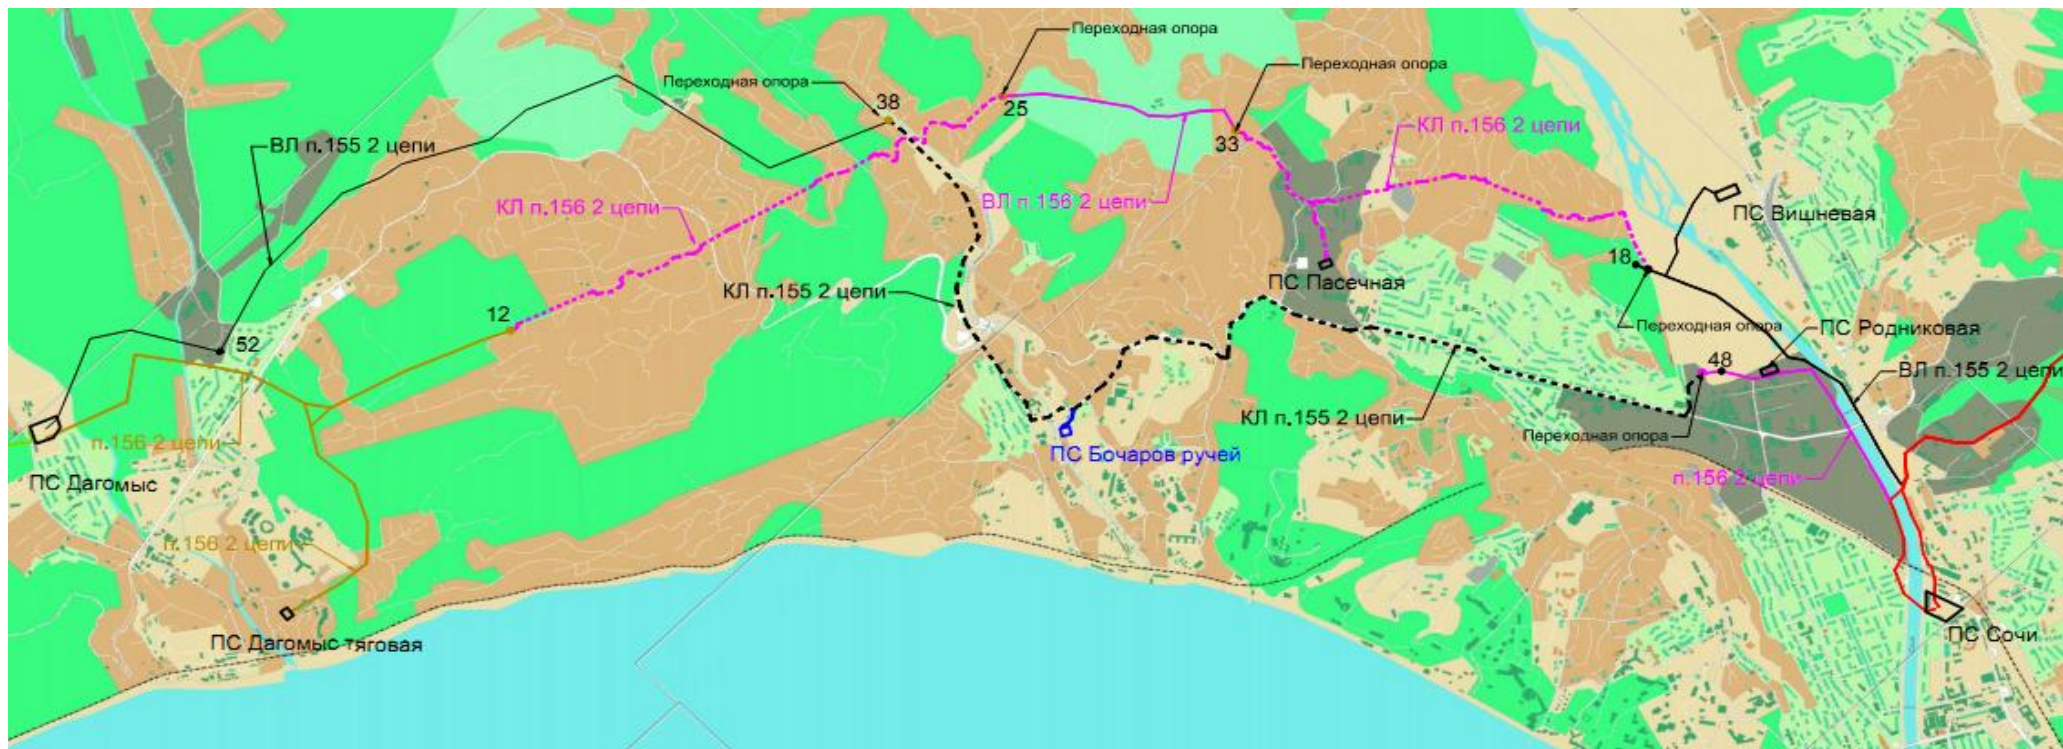 Переходная опора
Переходная опора
Переходная опора
38
25
33
ВЛ п.155 2 цепи
КЛ п.156 2 цепи
КЛ п.156 2 цепи
ВЛ п.156 2 цепи
ПС Вишневая
18
ПС Пасечная
КЛ п.155 2 цепи
12
52
Переходная опора
ПС Родниковая
48
ВЛ п.155 2 цепи
КЛ п.155 2 цепи
Переходная опора
п.156 2 цепи
ПС Бочаров ручей
ПС Дагомыс
п.156 2 цепи
п.156 2 цепи
ПС Дагомыс тяговая
ПС Сочи